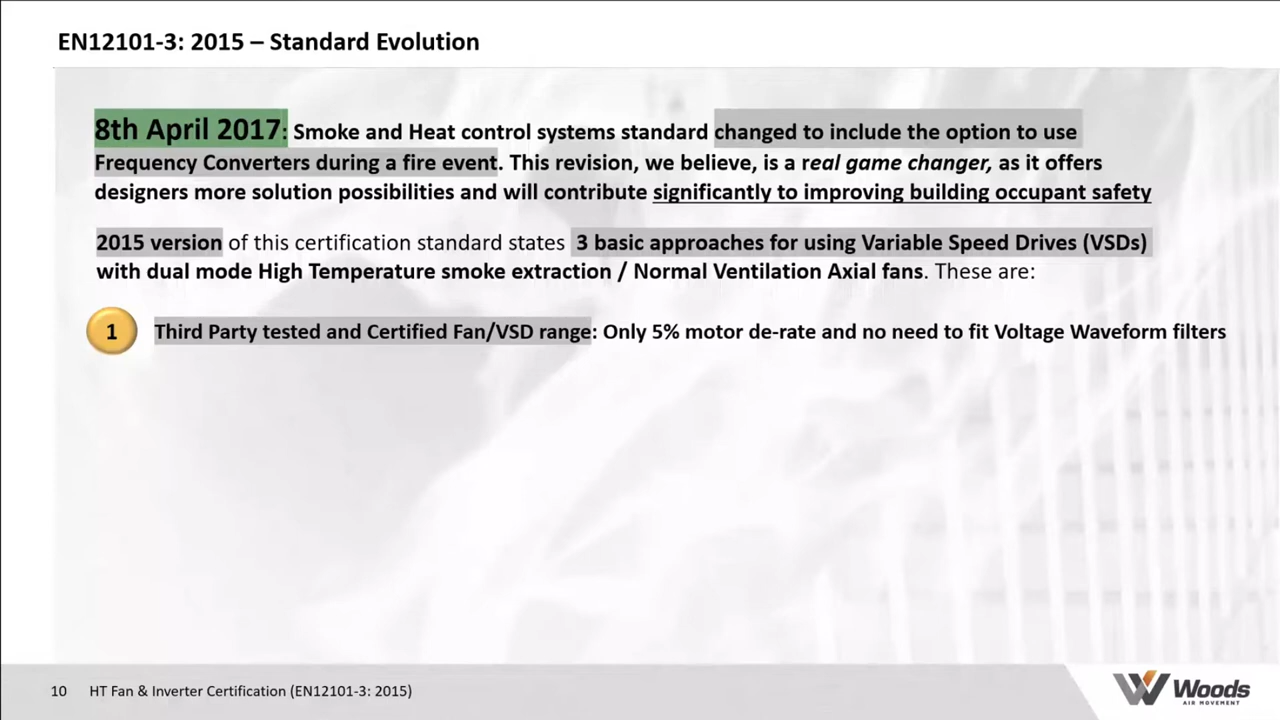 EN12101-3: 2015 – Standard Evolution
8th April 2017: Smoke and Heat control systems standard changed to include the option to use
Frequency Converters during a fire event. This revision, we believe, is a real game changer, as it offers
designers more solution possibilities and will contribute significantly to improving building occupant safety
2015 version of this certification standard states 3 basic approaches for using Variable Speed Drives (VSDs)
with dual mode High Temperature smoke extraction / Normal Ventilation Axial fans. These are:
1 Third Party tested and Certified Fan/VSD range: Only 5% motor de-rate and no need to fit Voltage Waveform filters
10 HT Fan & Inverter Certification (EN12101-3: 2015)
Woods
AIR MOVEMENT